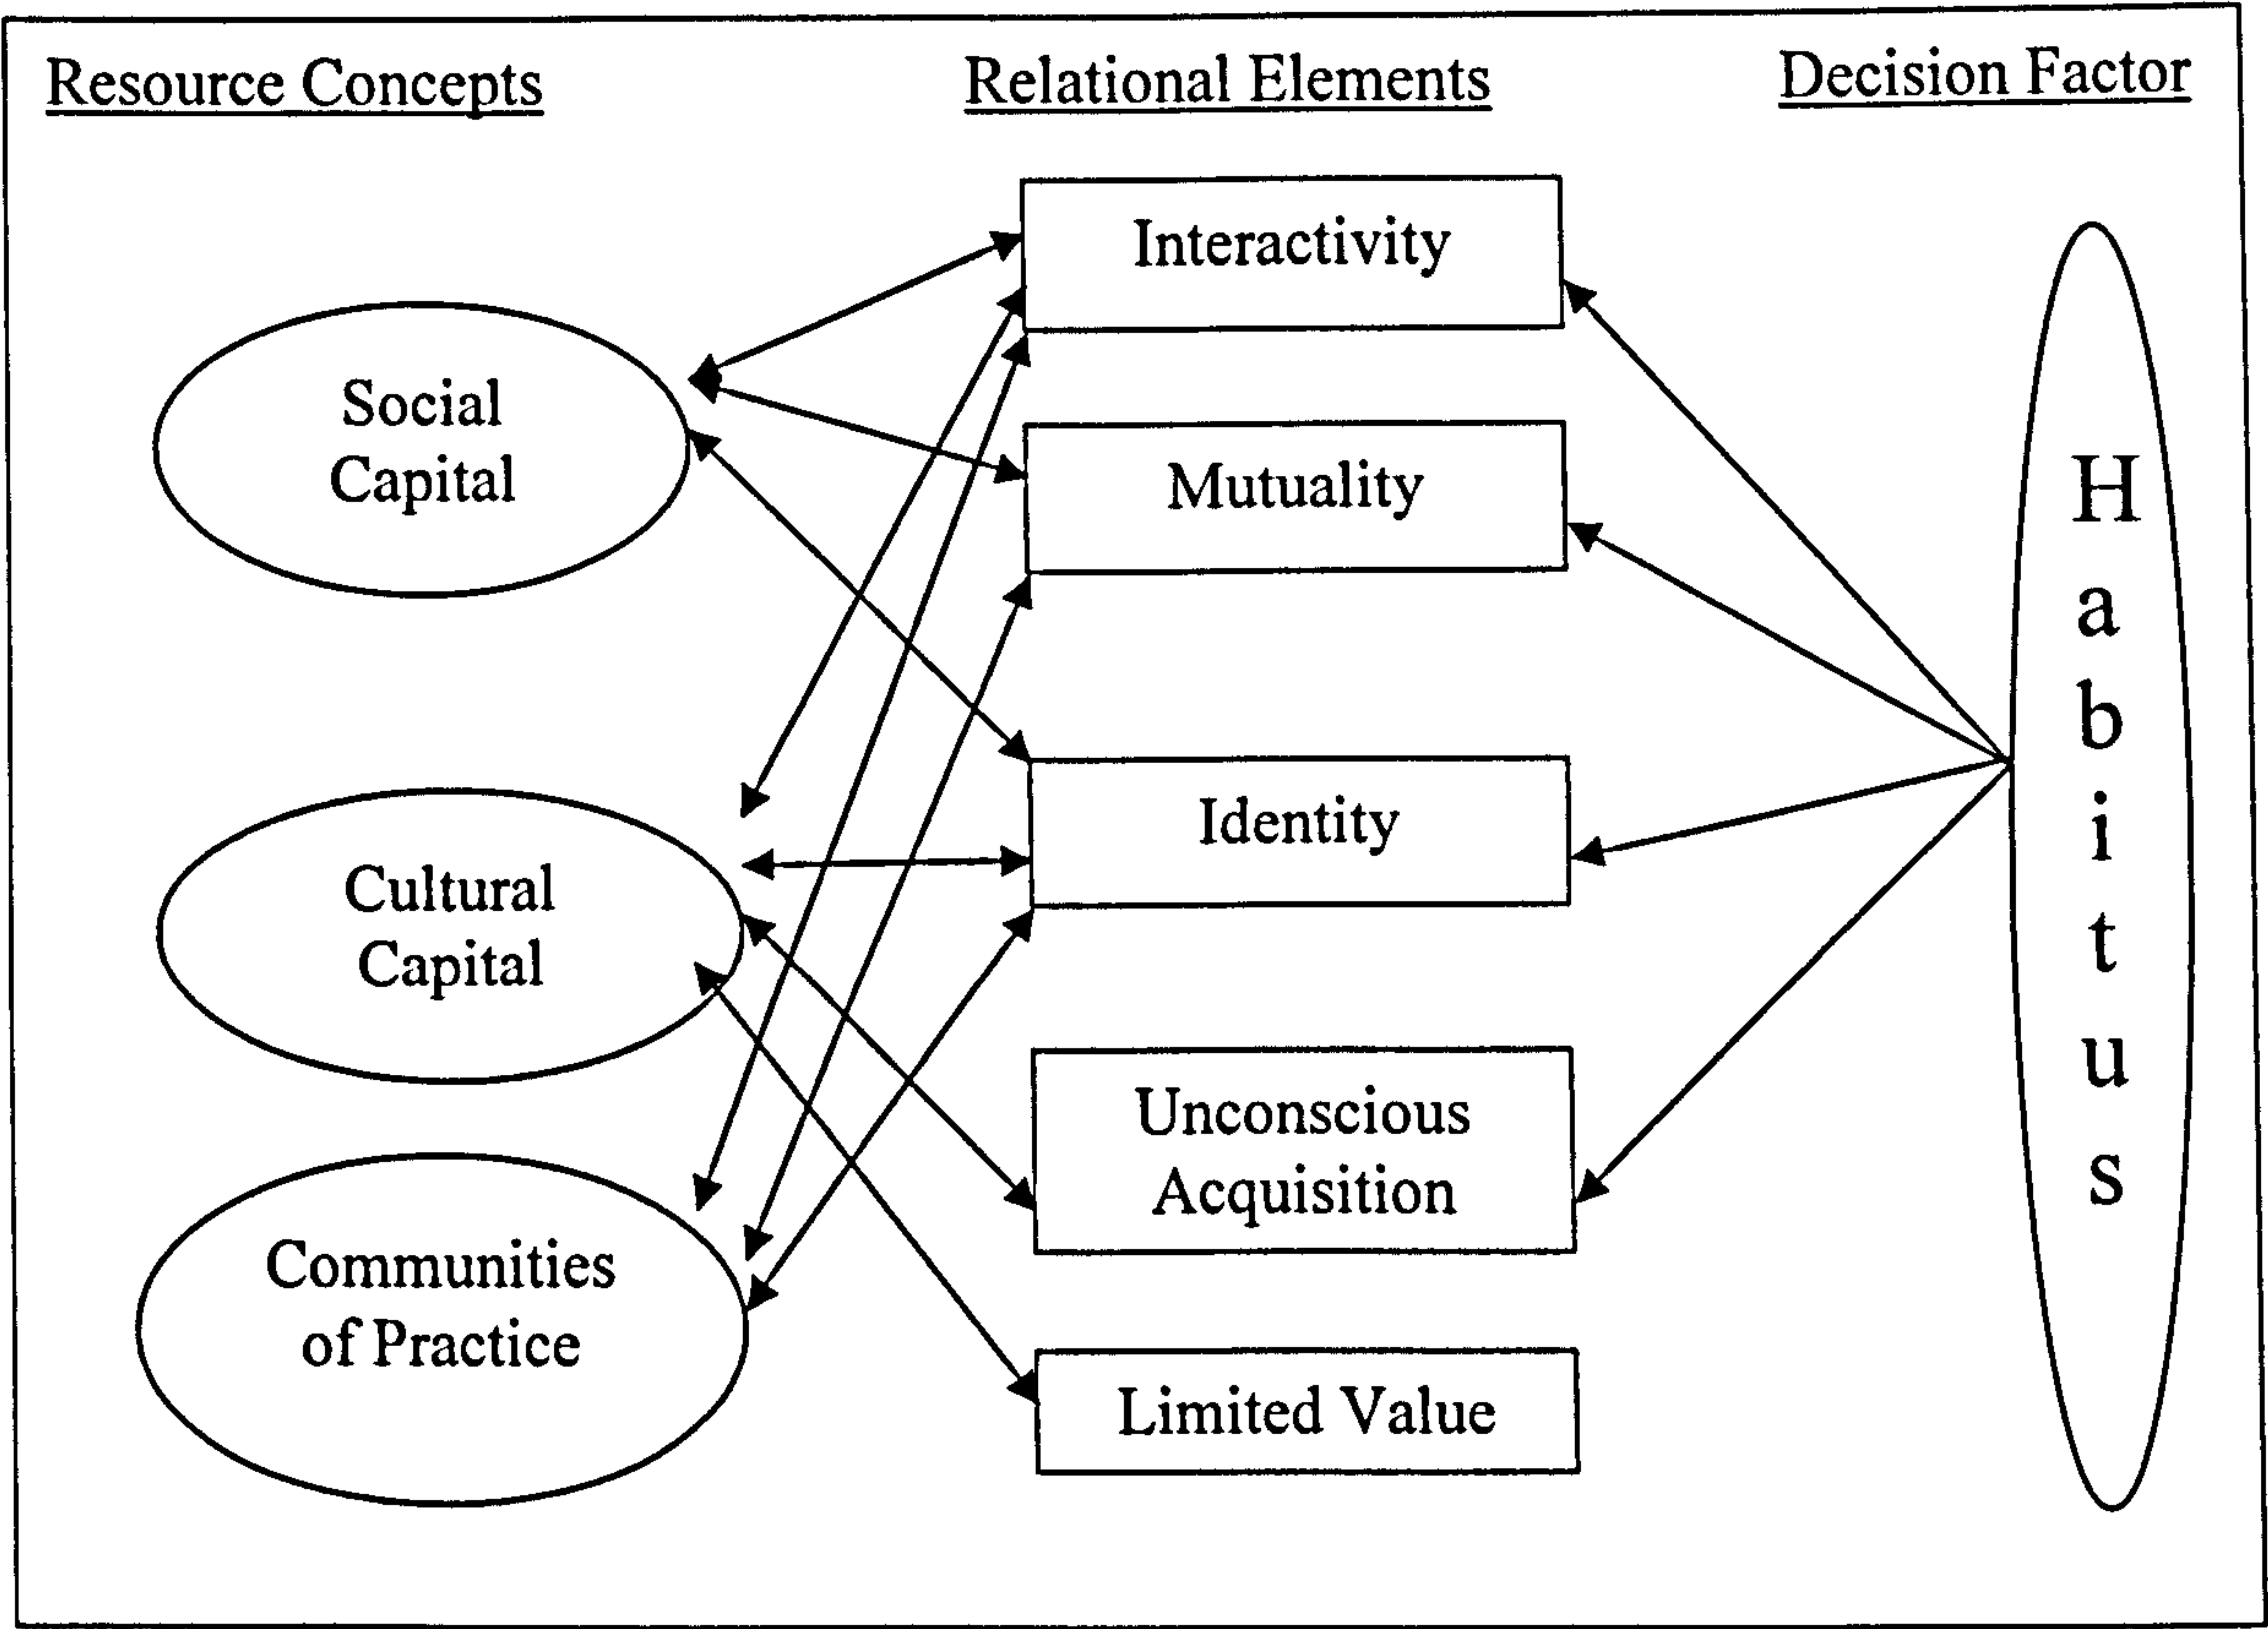 Resource Concepts
Relational Elements
Decision Factor
Interactivity
Social
Capital
Mutuality
Identity
Cultural
Capital
Unconscious
Acquisition
Communities
of Practice
Limited Value
Habitus